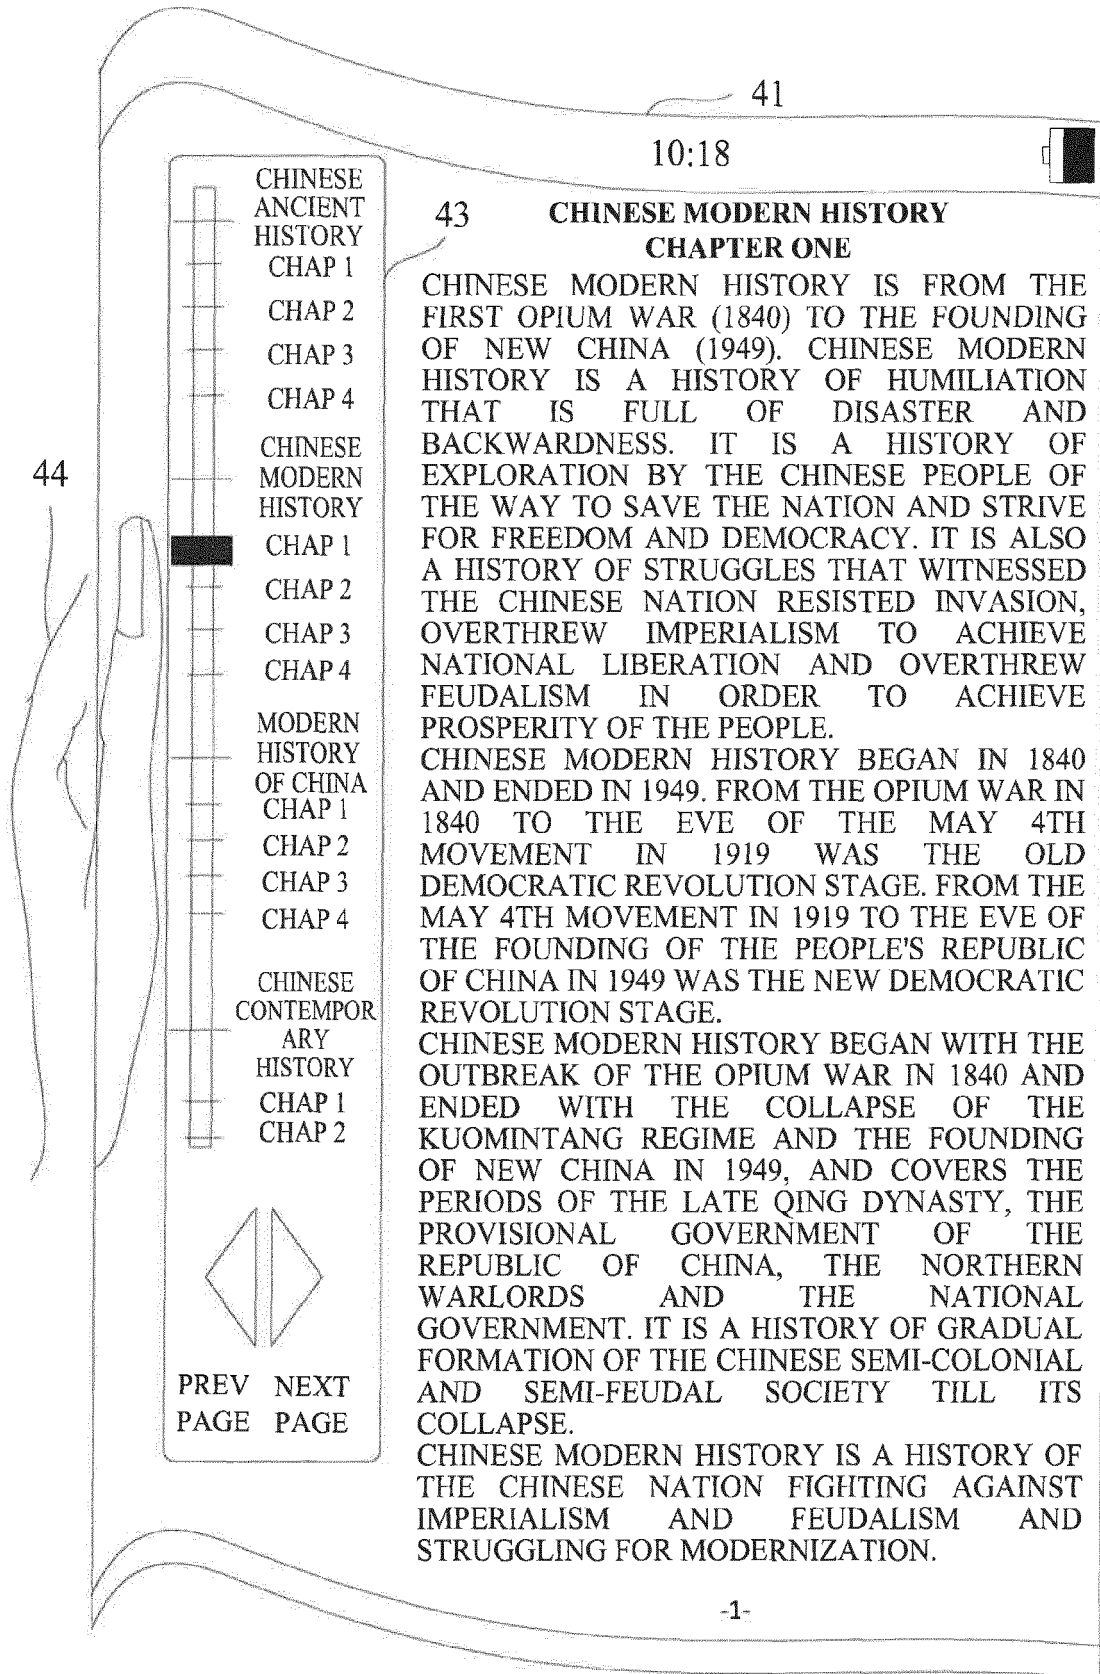 41
10:18
44
CHINESE
ANCIENT
HISTORY
CHAP 1
CHAP 2
CHAP 3
CHAP 4
CHINESE
MODERN
HISTORY
CHAP 1
CHAP 2
CHAP 3
CHAP 4
MODERN
HISTORY
OF CHINA
CHAP 1
CHAP 2
CHAP 3
CHAP 4
CHINESE
CONTEMPOR
ARY
HISTORY
CHAP 1
CHAP 2
PREV NEXT
PAGE PAGE
43
CHINESE MODERN HISTORY
CHAPTER ONE
CHINESE MODERN HISTORY IS FROM THE
FIRST OPIUM WAR (1840) TO THE FOUNDING
OF NEW CHINA (1949). CHINESE MODERN
HISTORY IS A HISTORY OF HUMILIATION
THAT IS FULL OF DISASTER AND
BACKWARDNESS. IT IS A HISTORY OF
EXPLORATION BY THE CHINESE PEOPLE OF
THE WAY TO SAVE THE NATION AND STRIVE
FOR FREEDOM AND DEMOCRACY. IT IS ALSO
A HISTORY OF STRUGGLES THAT WITNESSED
THE CHINESE NATION RESISTED INVASION,
OVERTHREW IMPERIALISM TO ACHIEVE
NATIONAL LIBERATION AND OVERTHREW
FEUDALISM IN ORDER TO ACHIEVE
PROSPERITY OF THE PEOPLE.
CHINESE MODERN HISTORY BEGAN IN 1840
AND ENDED IN 1949. FROM THE OPIUM WAR IN
1840 TO THE EVE OF THE MAY 4TH
MOVEMENT IN 1919 WAS THE OLD
DEMOCRATIC REVOLUTION STAGE. FROM THE
MAY 4TH MOVEMENT IN 1919 TO THE EVE OF
THE FOUNDING OF THE PEOPLE'S REPUBLIC
OF CHINA IN 1949 WAS THE NEW DEMOCRATIC
REVOLUTION STAGE.
CHINESE MODERN HISTORY BEGAN WITH THE
OUTBREAK OF THE OPIUM WAR IN 1840 AND
ENDED WITH THE COLLAPSE OF THE
KUOMINTANG REGIME AND THE FOUNDING
OF NEW CHINA IN 1949, AND COVERS THE
PERIODS OF THE LATE QING DYNASTY, THE
PROVISIONAL GOVERNMENT OF THE
REPUBLIC OF CHINA, THE NORTHERN
WARLORDS AND THE NATIONAL
GOVERNMENT. IT IS A HISTORY OF GRADUAL
FORMATION OF THE CHINESE SEMI-COLONIAL
AND SEMI-FEUDAL SOCIETY TILL ITS
COLLAPSE.
CHINESE MODERN HISTORY IS A HISTORY OF
THE CHINESE NATION FIGHTING AGAINST
IMPERIALISM AND FEUDALISM AND
STRUGGLING FOR MODERNIZATION.
-1-